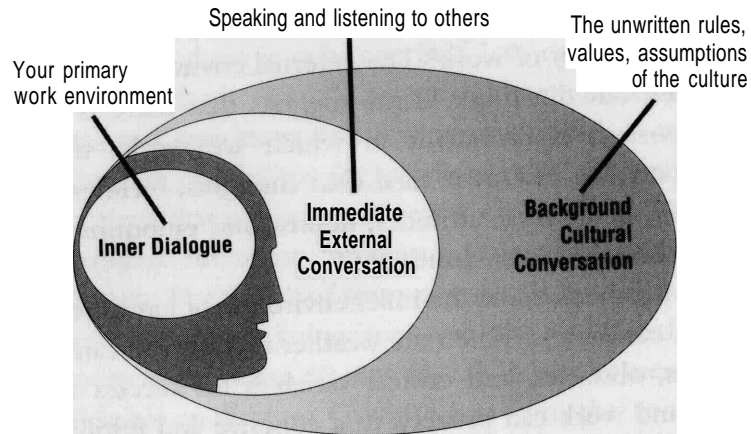 Speaking and listening to others
The unwritten rules,
values, assumptions
of the culture
Your primary
work environment
Inner Dialogue
Immediate
External
Conversation
Background
Cultural
Conversation